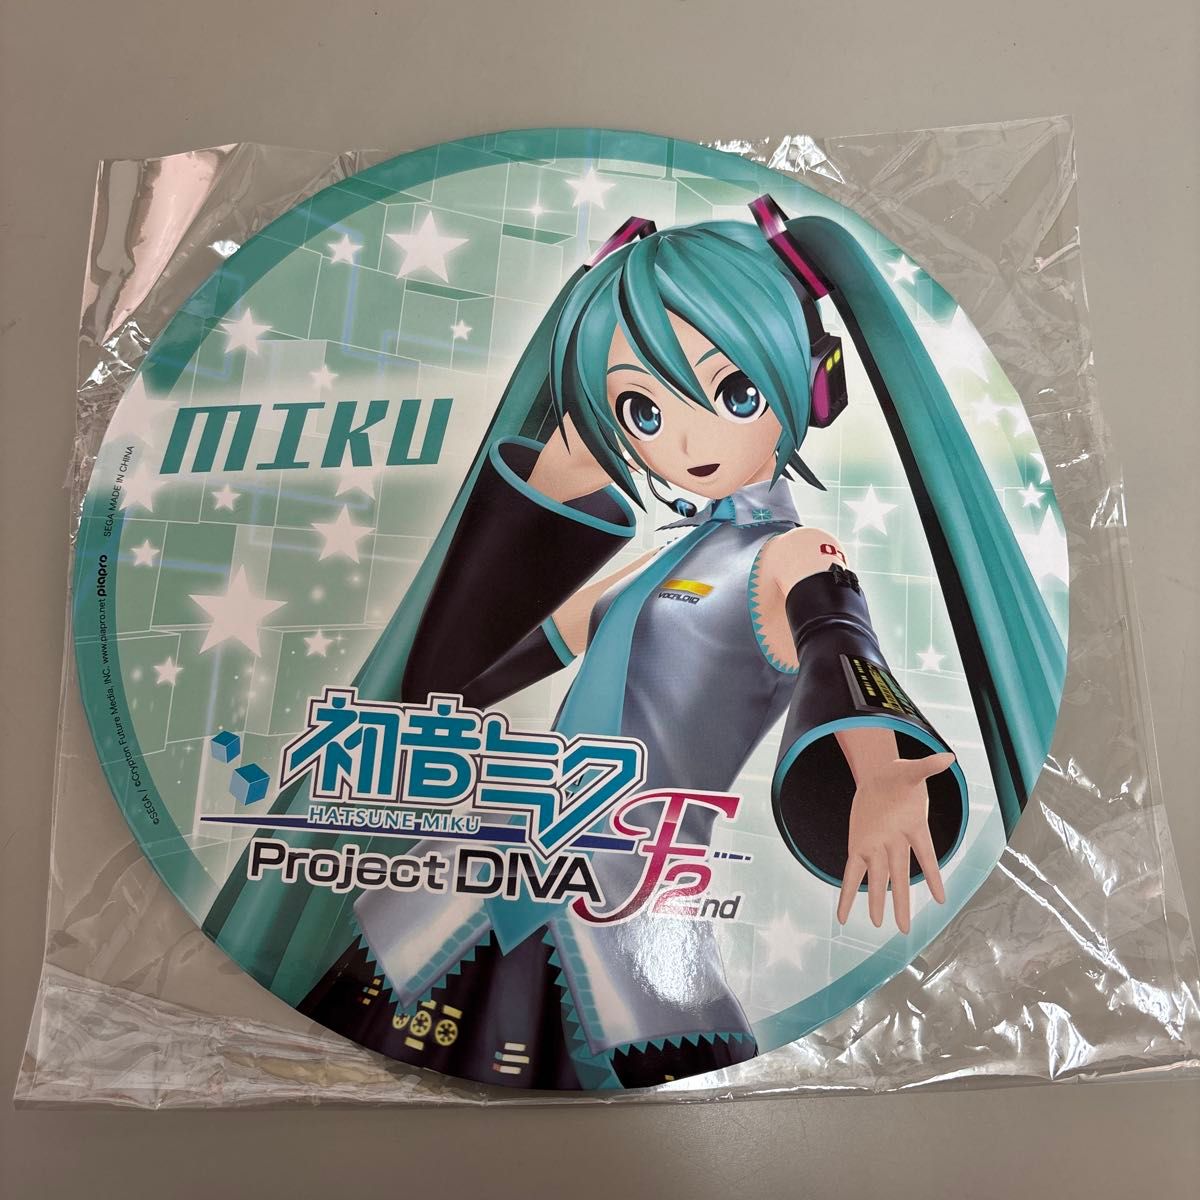 MIKU
©SEGA / ©Crypton Future Media, INC. www.piapro.net piapro
SEGA MADE IN CHINA
VOCALOID
初音ミク
HATSUNE MIKU
Project DIVA F 2nd